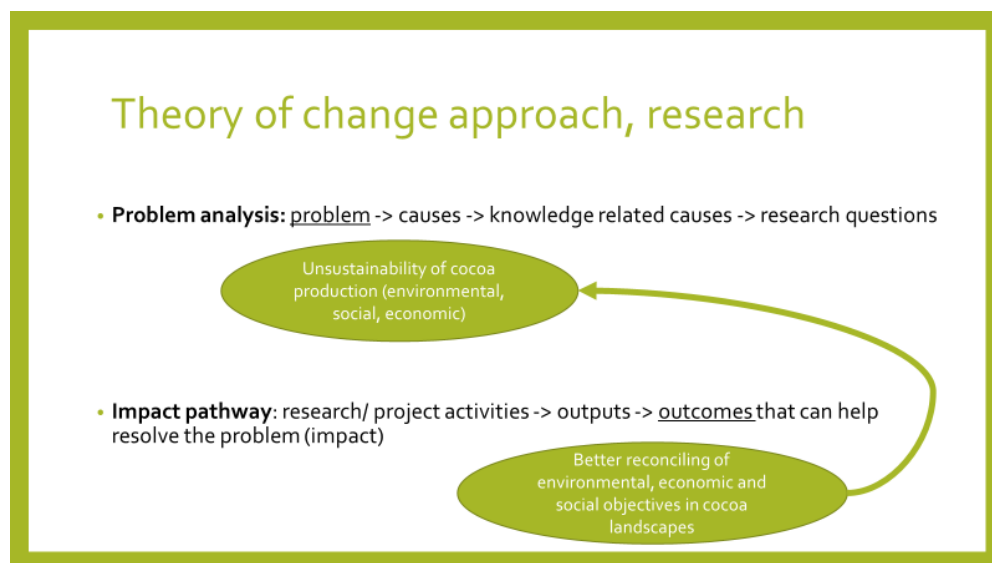 Theory of change approach, research
• Problem analysis: problem -> causes -> knowledge related causes -> research questions
Unsustainability of cocoa
production (environmental,
social, economic)
• Impact pathway: research/ project activities -> outputs -> outcomes that can help
resolve the problem (impact)
Better reconciling of
environmental, economic and
social objectives in cocoa
landscapes